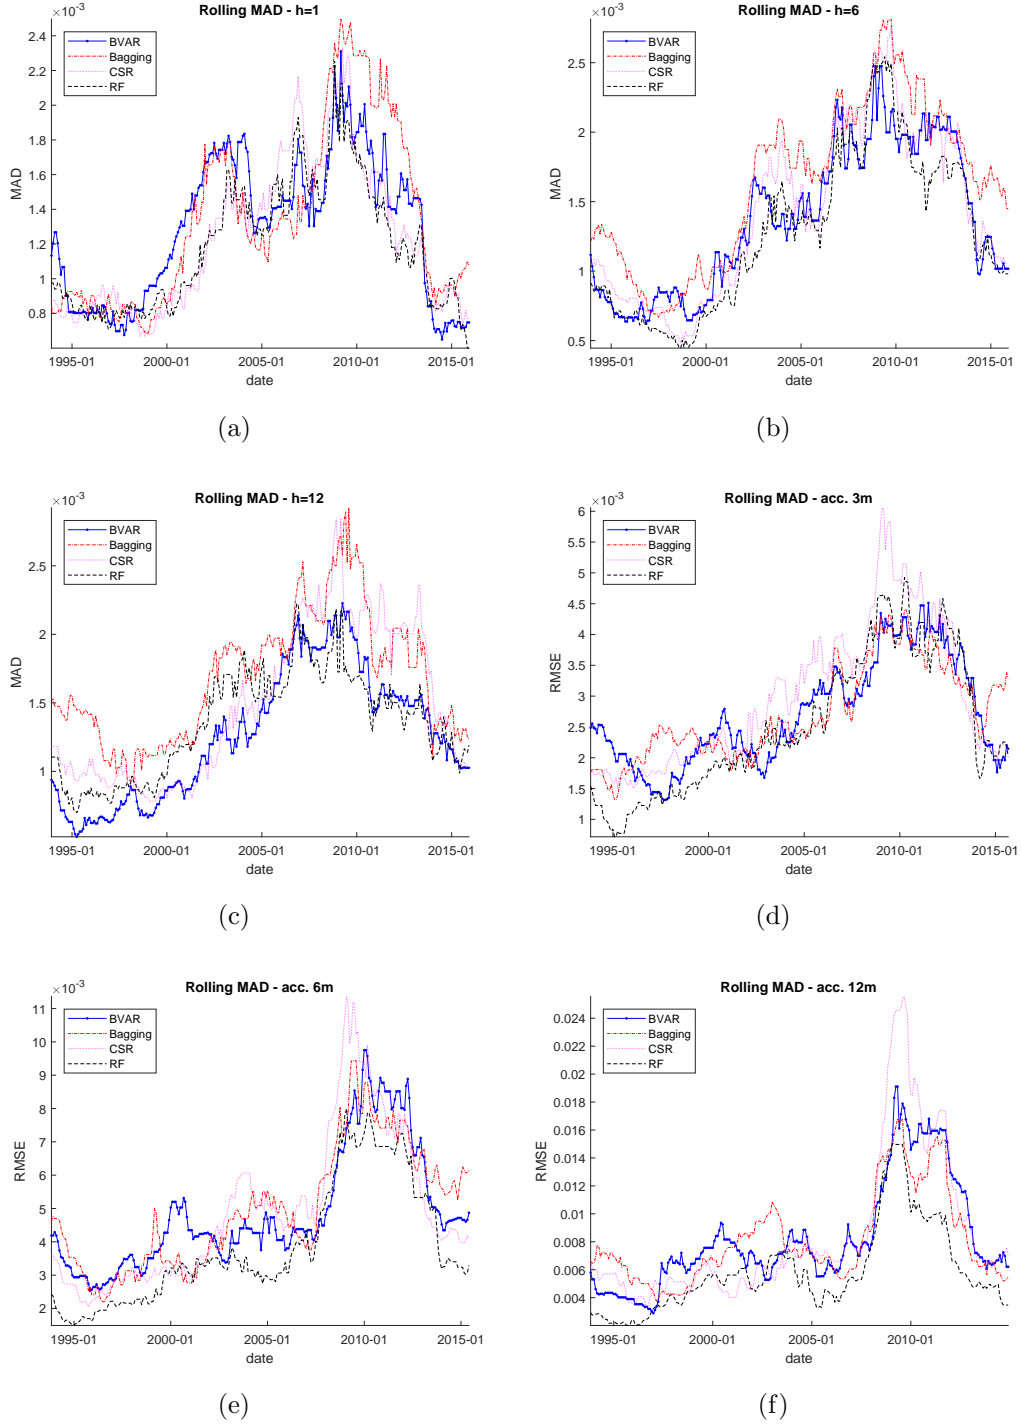 Rolling MAD - h=1
×10⁻³
2.4
2.2
2
1.8
1.6
1.4
1.2
1
0.8
MAD
BVAR
Bagging
CSR
RF
1995-01 2000-01 2005-01 2010-01 2015-01
date
(a)
Rolling MAD - h=6
×10⁻³
2.5
2
1.5
1
0.5
MAD
BVAR
Bagging
CSR
RF
1995-01 2000-01 2005-01 2010-01 2015-01
date
(b)
Rolling MAD - h=12
×10⁻³
2.5
2
1.5
1
MAD
BVAR
Bagging
CSR
RF
1995-01 2000-01 2005-01 2010-01 2015-01
date
(c)
Rolling MAD - acc. 3m
×10⁻³
6
5.5
5
4.5
4
3.5
3
2.5
2
1.5
1
RMSE
BVAR
Bagging
CSR
RF
1995-01 2000-01 2005-01 2010-01 2015-01
date
(d)
Rolling MAD - acc. 6m
×10⁻³
11
10
9
8
7
6
5
4
3
2
RMSE
BVAR
Bagging
CSR
RF
1995-01 2000-01 2005-01 2010-01 2015-01
date
(e)
Rolling MAD - acc. 12m
0.024
0.022
0.02
0.018
0.016
0.014
0.012
0.01
0.008
0.006
0.004
RMSE
BVAR
Bagging
CSR
RF
1995-01 2000-01 2005-01 2010-01
date
(f)